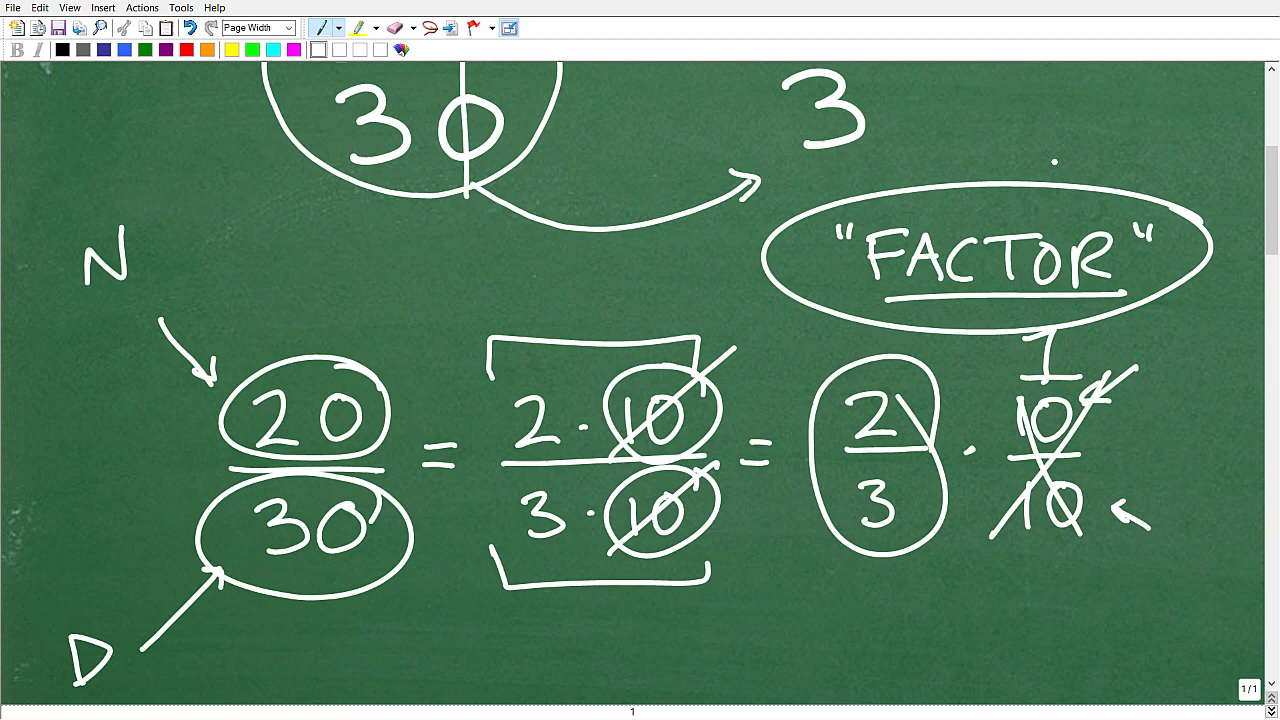 File Edit View Insert Actions Tools Help
Page Width
B I
30 3
N
"FACTOR"
1
20 = 2 · 10 = 2 · 10
30 3 · 10 3 10
D
1/1
1